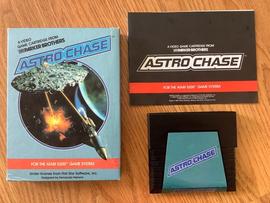 A VIDEO
GAME CARTRIDGE FROM
PARKER BROTHERS
ASTRO CHASE
FOR THE ATARI 5200™ GAME SYSTEM
Under license from First Star Software, Inc.
Designed by Fernando Herrera
A VIDEO GAME CARTRIDGE FROM
PARKER BROTHERS
ASTRO CHASE
FOR THE ATARI 5200™ GAME SYSTEM
ASTRO CHASE